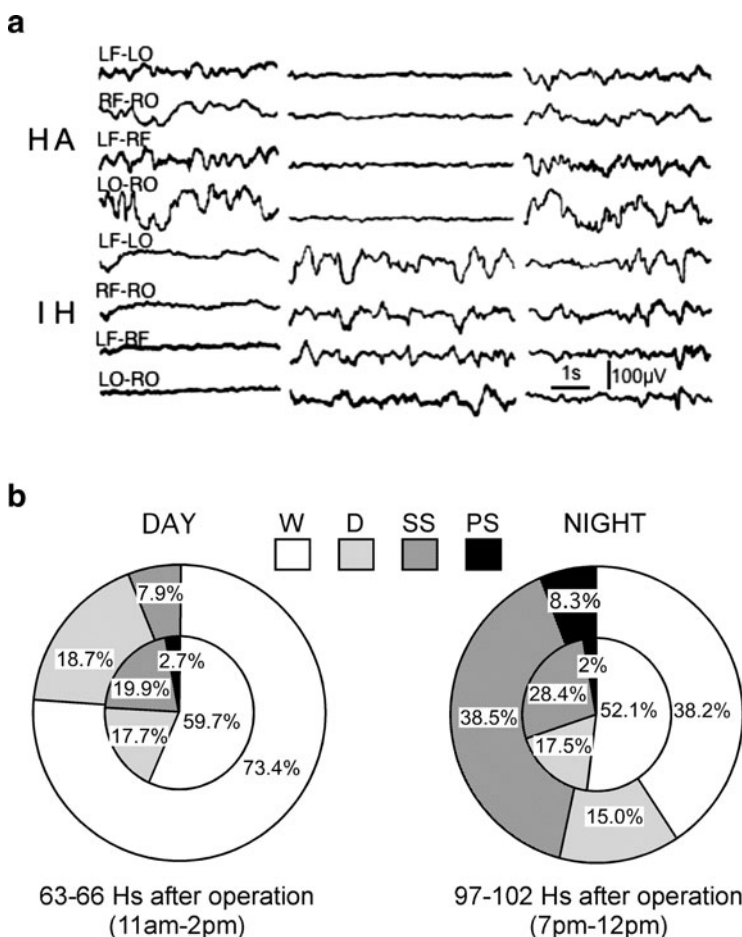 a
LF-LO
RF-RO
HA
LF-RF
LO-RO
LF-LO
RF-RO
IH
LF-RF
LO-RO
1s
100µV
b
DAY
W D SS PS
NIGHT
7.9%
18.7%
2.7%
19.9%
17.7%
59.7%
73.4%
8.3%
2%
28.4%
38.5%
52.1%
38.2%
17.5%
15.0%
63-66 Hs after operation
(11am-2pm)
97-102 Hs after operation
(7pm-12pm)